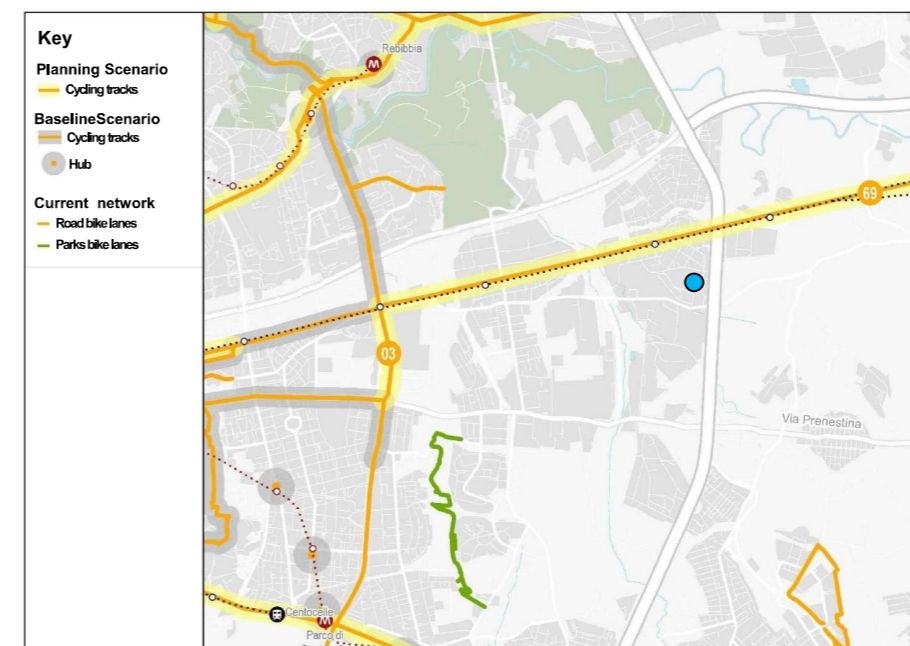 Key
Planning Scenario
Cycling tracks
BaselineScenario
Cycling tracks
Hub
Current network
Road bike lanes
Parks bike lanes
Rebibbia
M
69
03
Via Prenestina
Centocelle
M
Parco di